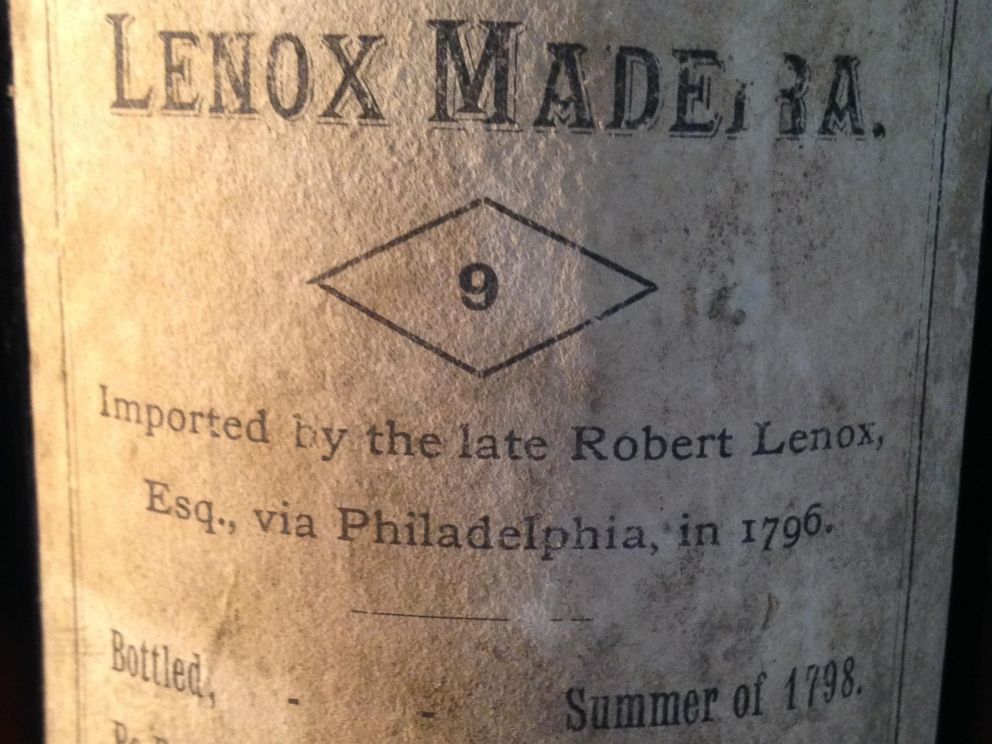 LENOX MADEIRA.
9
Imported by the late Robert Lenox,
Esq., via Philadelphia, in 1796.
Bottled, - - Summer of 1798.